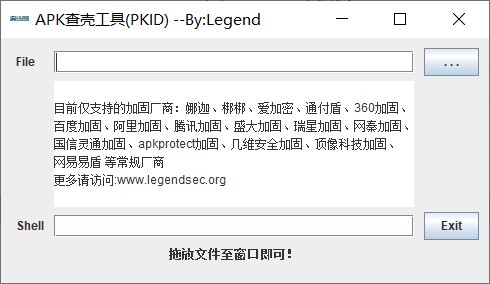 APK查壳工具(PKID) --By:Legend
File
...
目前仅支持的加固厂商：娜迦、梆梆、爱加密、通付盾、360加固、
百度加固、阿里加固、腾讯加固、盛大加固、瑞星加固、网秦加固、
国信灵通加固、apkprotect加固、几维安全加固、顶像科技加固、
网易易盾 等常规厂商
更多请访问:www.legendsec.org
Shell
Exit
拖放文件至窗口即可！